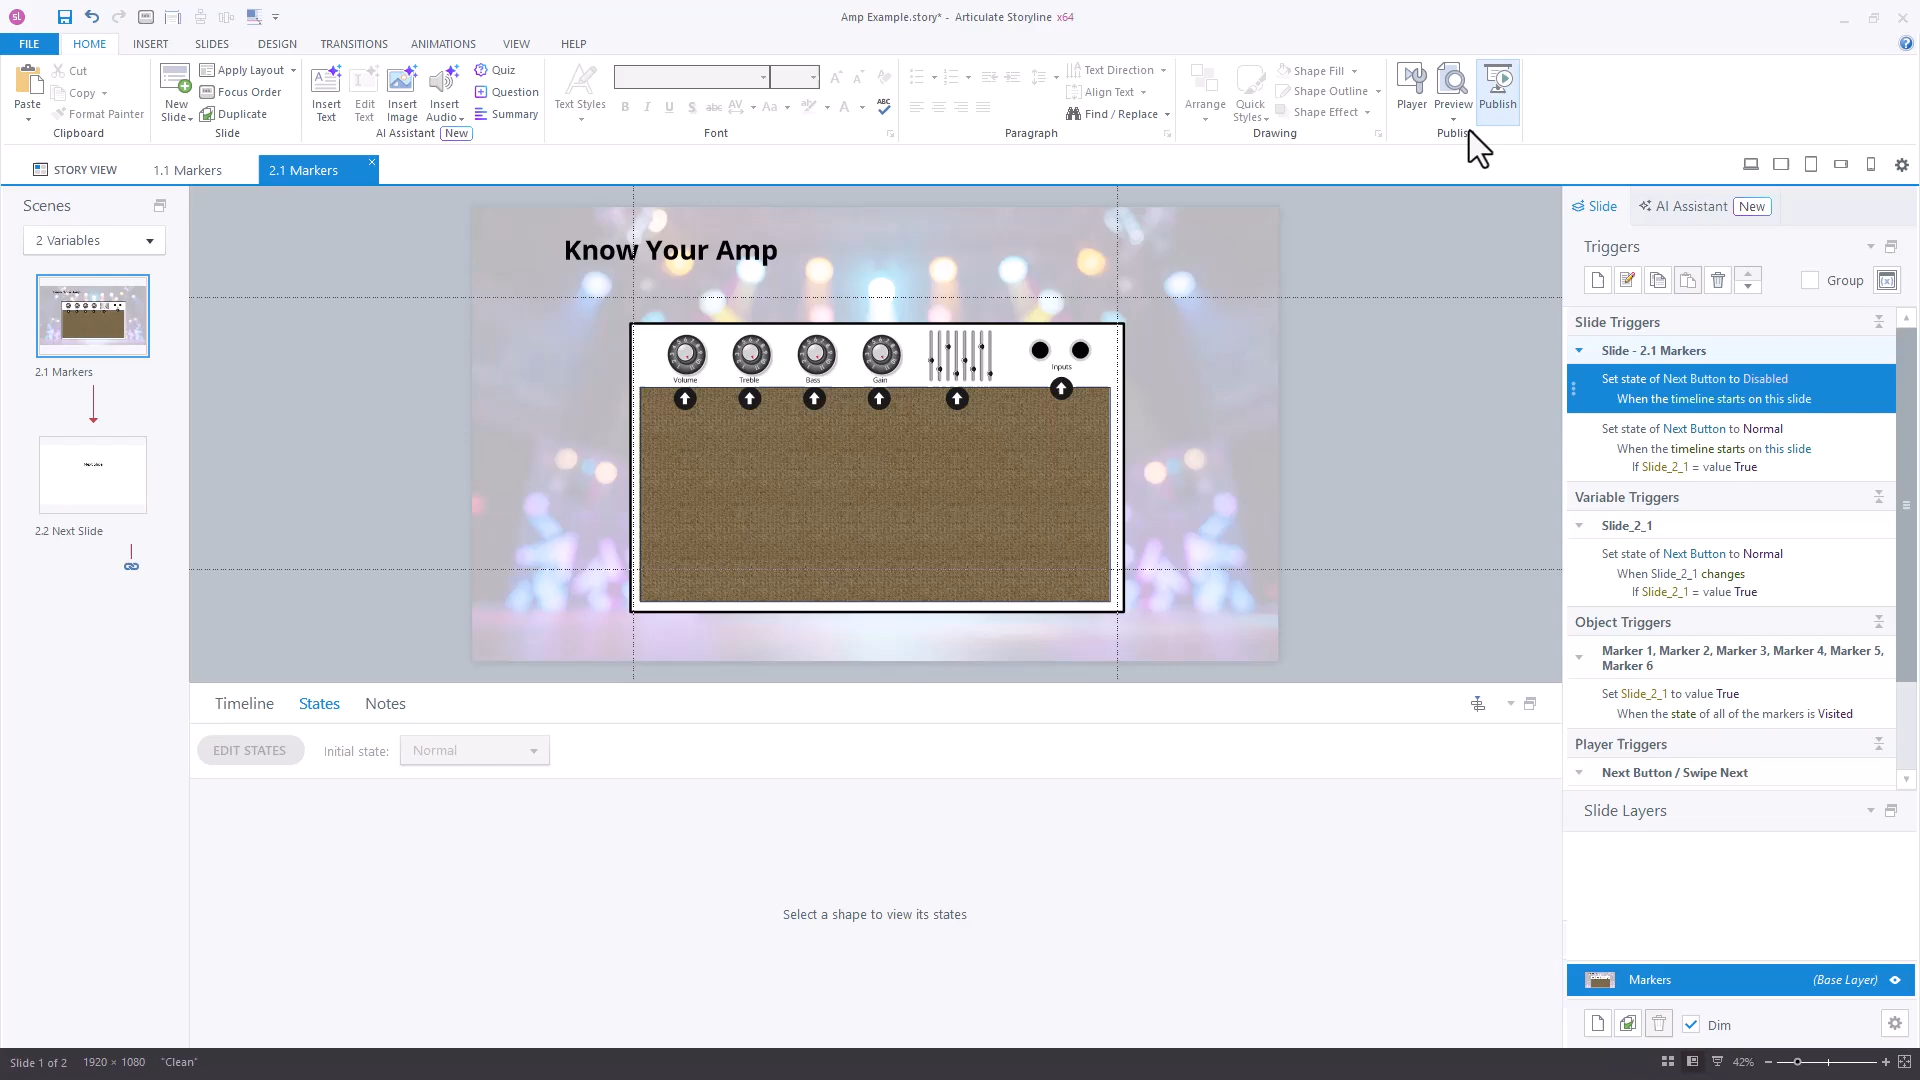 sl
Amp Example.story* - Articulate Storyline x64
FILE HOME INSERT SLIDES DESIGN TRANSITIONS ANIMATIONS VIEW HELP
Paste
Cut
Copy
Format Painter
Clipboard
New Slide
Apply Layout
Focus Order
Duplicate
Slide
Insert Text
Edit Text
Insert Image
Insert Audio
Quiz
Question
Summary
AI Assistant New
Text Styles
B I U S abc AV Aa A ABC
Font
Text Direction
Align Text
Find / Replace
Paragraph
Arrange
Quick Styles
Shape Fill
Shape Outline
Shape Effect
Drawing
Player
Preview
Publish
Publis
STORY VIEW 1.1 Markers 2.1 Markers
Scenes
2 Variables
2.1 Markers
Next Slide
2.2 Next Slide
Know Your Amp
Volume Treble Bass Gain Inputs
Timeline States Notes
EDIT STATES Initial state: Normal
Select a shape to view its states
Slide AI Assistant New
Triggers
Group
Slide Triggers
Slide - 2.1 Markers
Set state of Next Button to Disabled
When the timeline starts on this slide
Set state of Next Button to Normal
When the timeline starts on this slide
If Slide_2_1 = value True
Variable Triggers
Slide_2_1
Set state of Next Button to Normal
When Slide_2_1 changes
If Slide_2_1 = value True
Object Triggers
Marker 1, Marker 2, Marker 3, Marker 4, Marker 5,
Marker 6
Set Slide_2_1 to value True
When the state of all of the markers is Visited
Player Triggers
Next Button / Swipe Next
Slide Layers
Markers (Base Layer)
Dim
Slide 1 of 2 1920 × 1080 "Clean" 42%